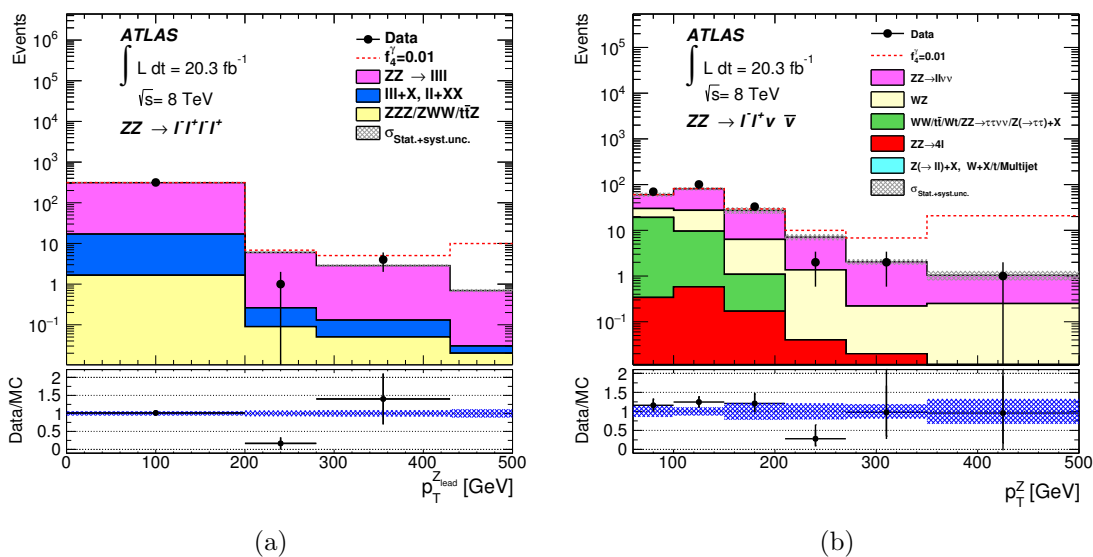 Events
ATLAS
∫ L dt = 20.3 fb⁻¹
√s= 8 TeV
ZZ → l⁻l⁺l⁻l⁺
Data
f₄^γ=0.01
ZZ → llll
lll+X, ll+XX
ZZZ/ZWW/tt̄Z
σ_Stat.+syst.unc.
10⁶
10⁵
10⁴
10³
10²
10
1
10⁻¹
Data/MC
2
1.5
1
0.5
0
0 100 200 300 400 500
p_T^Z_lead [GeV]
(a)
Events
ATLAS
∫ L dt = 20.3 fb⁻¹
√s= 8 TeV
ZZ → l⁻l⁺ν ν̄
Data
f₄^γ=0.01
ZZ→llνν
WZ
WW/tt̄/Wt/ZZ→ττνν/Z(→ττ)+X
ZZ→4l
Z(→ ll)+X, W+X/t/Multijet
σ_Stat.+syst.unc.
10⁵
10⁴
10³
10²
10
1
10⁻¹
Data/MC
2
1.5
1
0.5
0
100 200 300 400 500
p_T^Z [GeV]
(b)